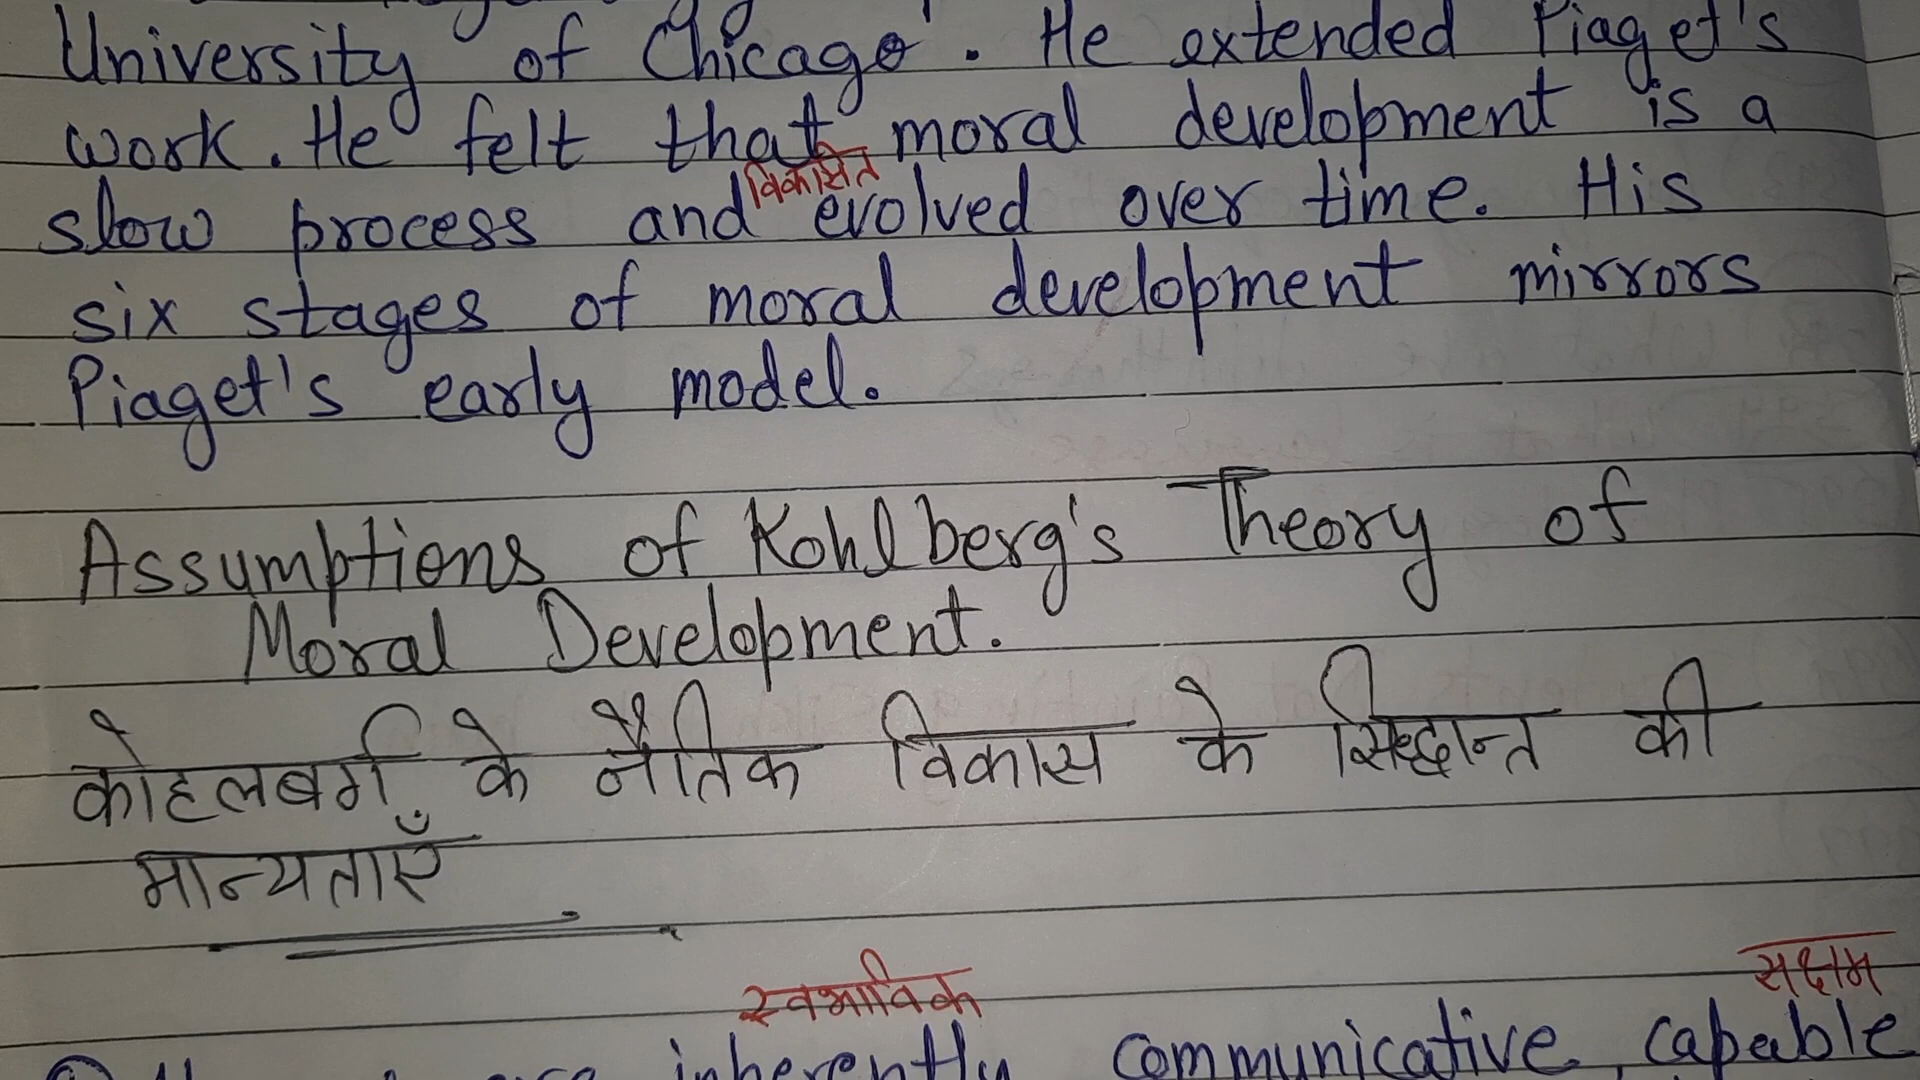 University of Chicago. He extended Piaget's
work. He felt that moral development is a
विकसित
slow process and evolved over time. His
six stages of moral development mirrors
Piaget's early model.
Assumptions of Kohlberg's Theory of
Moral Development.
कोहलबर्ग के नैतिक विकास के सिद्धान्त की
मान्यताएँ
स्वभाविक सक्षम
inherently communicative, capable